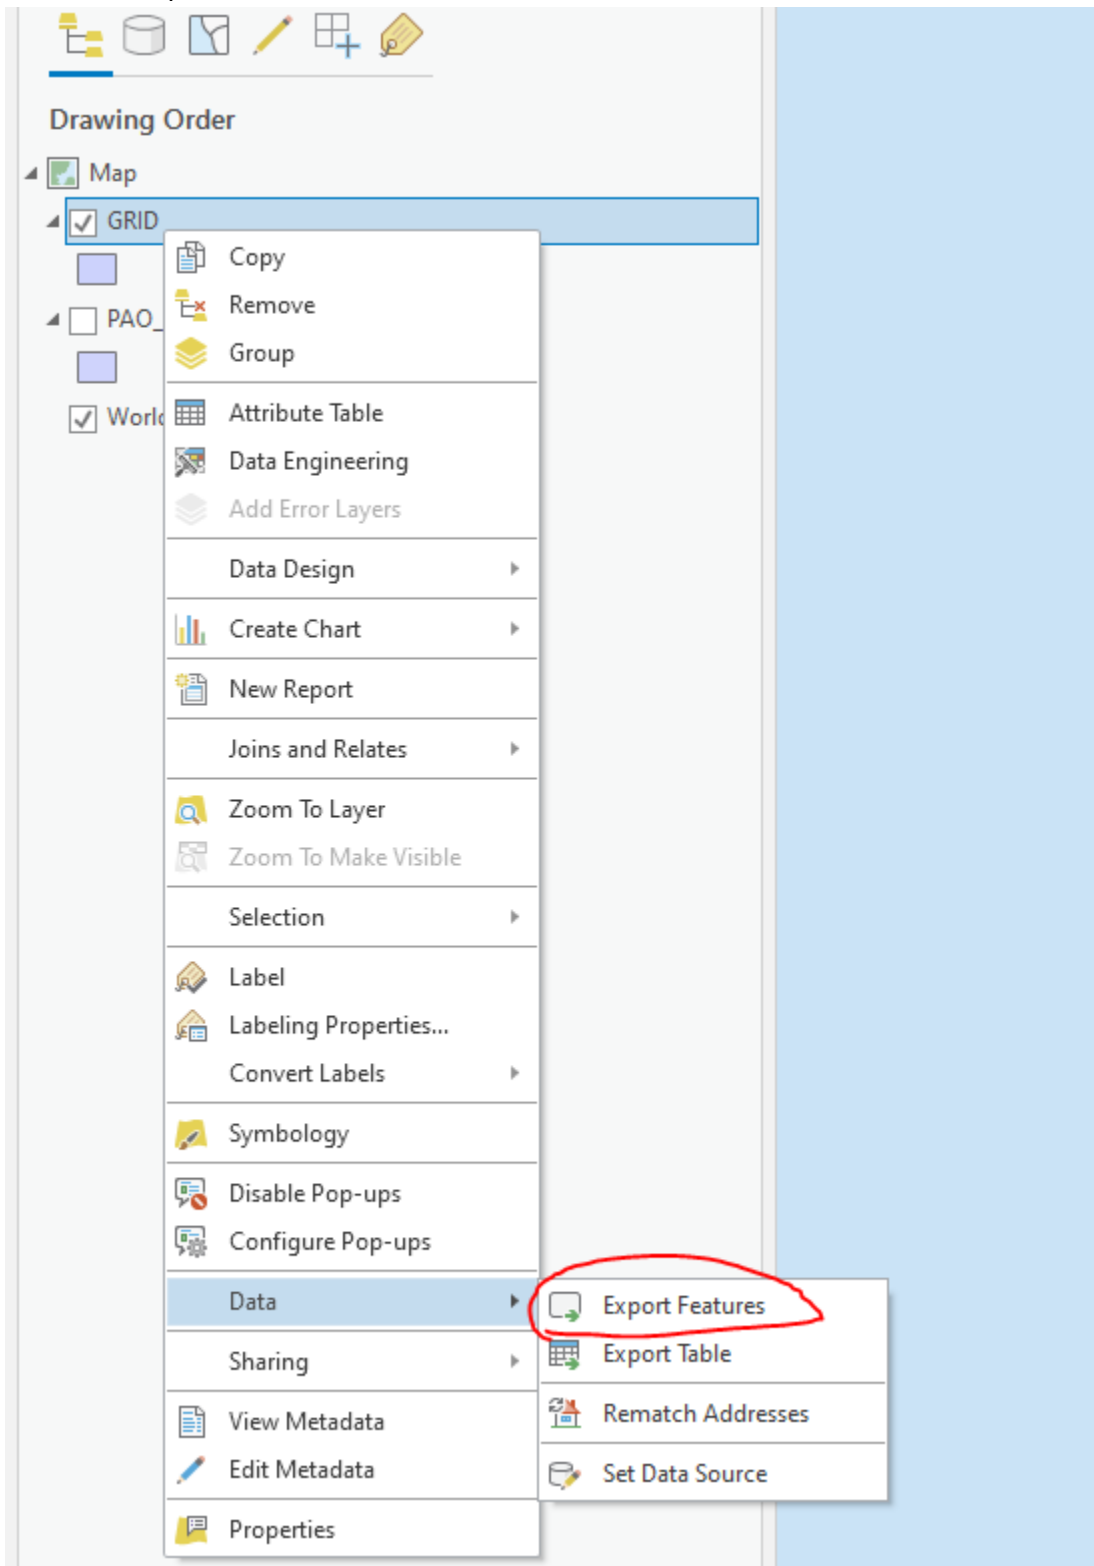 Drawing Order
Map
GRID
Copy
Remove
PAO_
Group
Attribute Table
World
Data Engineering
Add Error Layers
Data Design
Create Chart
New Report
Joins and Relates
Zoom To Layer
Zoom To Make Visible
Selection
Label
Labeling Properties...
Convert Labels
Symbology
Disable Pop-ups
Configure Pop-ups
Data
Export Features
Export Table
Sharing
Rematch Addresses
View Metadata
Edit Metadata
Set Data Source
Properties